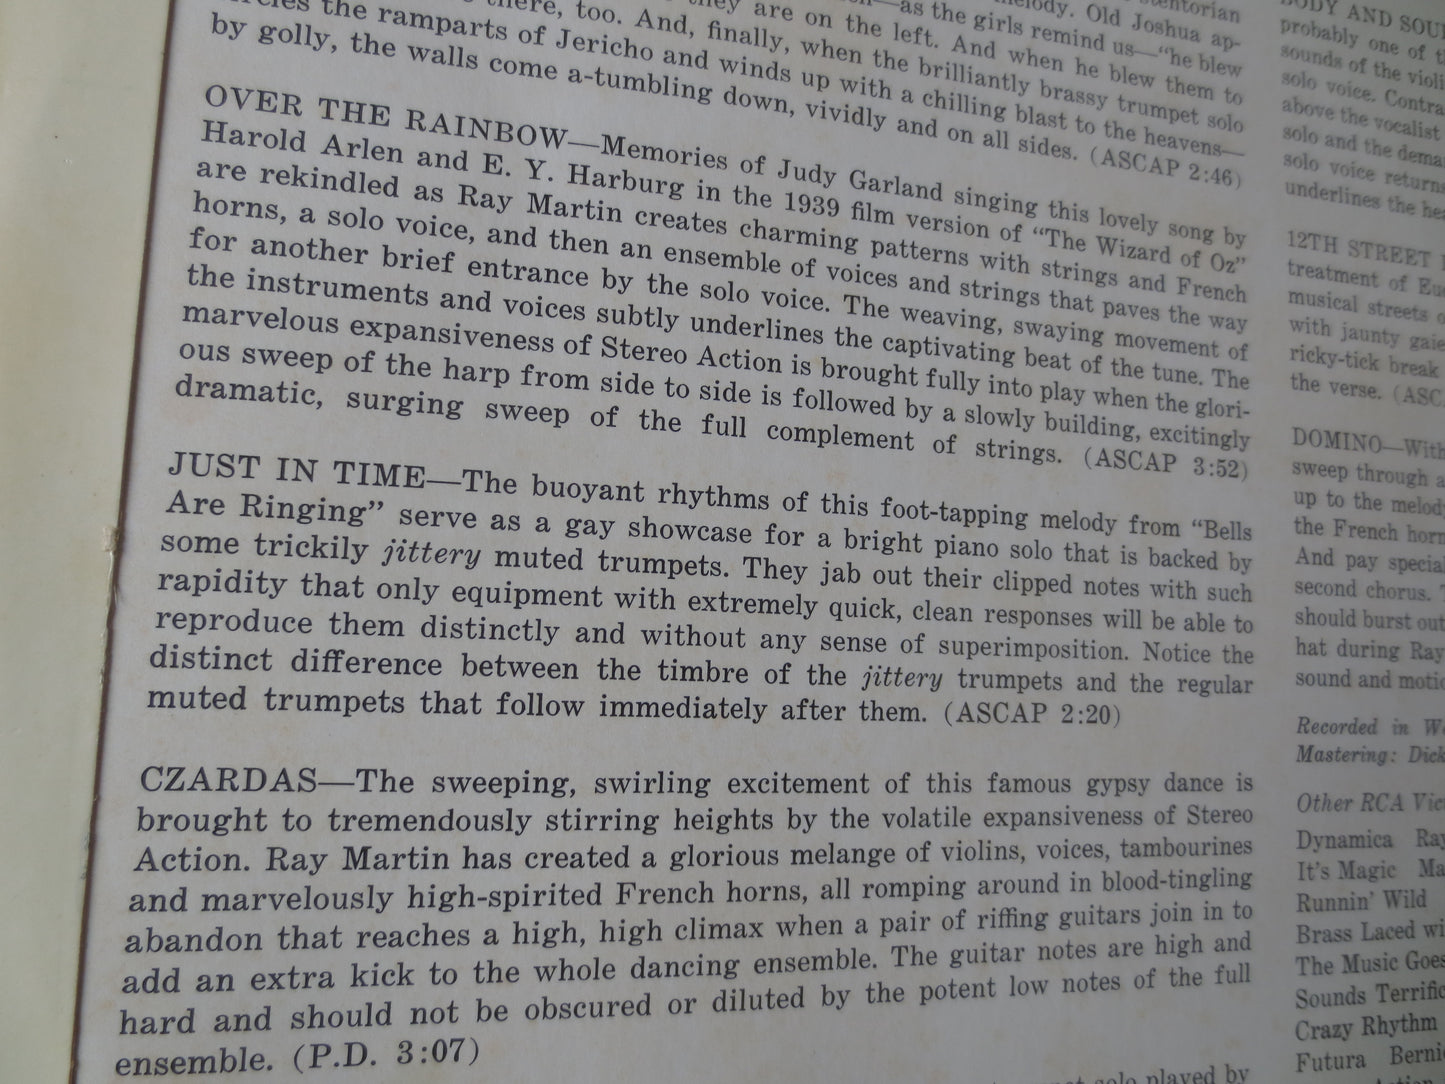 there, too. And, finally, when the brilliantly brassy trumpet solo
circles the ramparts of Jericho and winds up with a chilling blast to the heavens—
by golly, the walls come a-tumbling down, vividly and on all sides. (ASCAP 2:46)
OVER THE RAINBOW—Memories of Judy Garland singing this lovely song by
Harold Arlen and E. Y. Harburg in the 1939 film version of “The Wizard of Oz”
are rekindled as Ray Martin creates charming patterns with strings and French
horns, a solo voice, and then an ensemble of voices and strings that paves the way
for another brief entrance by the solo voice. The weaving, swaying movement of
the instruments and voices subtly underlines the captivating beat of the tune. The
marvelous expansiveness of Stereo Action is brought fully into play when the glori-
ous sweep of the harp from side to side is followed by a slowly building, excitingly
dramatic, surging sweep of the full complement of strings. (ASCAP 3:52)
JUST IN TIME—The buoyant rhythms of this foot-tapping melody from “Bells
Are Ringing” serve as a gay showcase for a bright piano solo that is backed by
some trickily jittery muted trumpets. They jab out their clipped notes with such
rapidity that only equipment with extremely quick, clean responses will be able to
reproduce them distinctly and without any sense of superimposition. Notice the
distinct difference between the timbre of the jittery trumpets and the regular
muted trumpets that follow immediately after them. (ASCAP 2:20)
CZARDAS—The sweeping, swirling excitement of this famous gypsy dance is
brought to tremendously stirring heights by the volatile expansiveness of Stereo
Action. Ray Martin has created a glorious melange of violins, voices, tambourines
and marvelously high-spirited French horns, all romping around in blood-tingling
abandon that reaches a high, high climax when a pair of riffing guitars join in to
add an extra kick to the whole dancing ensemble. The guitar notes are high and
hard and should not be obscured or diluted by the potent low notes of the full
ensemble. (P.D. 3:07)
solo played by
BODY AND SOU
probably one of
sounds of the
solo voice.
above the vocalist
solo and the
solo voice
underlines the
12TH STREET
treatment of
musical streets
with jaunty
ricky-tick break
the verse.
DOMINO—With
sweep through
up to the
the French horn
And pay
second chorus.
should burst out
hat during Ray
sound and
Recorded in
Mastering: Dick
Other RCA
Dynamica
It’s Magic
Runnin’ Wild
Brass Laced
The Music Goes
Sounds Terrific
Crazy Rhythm
Futura